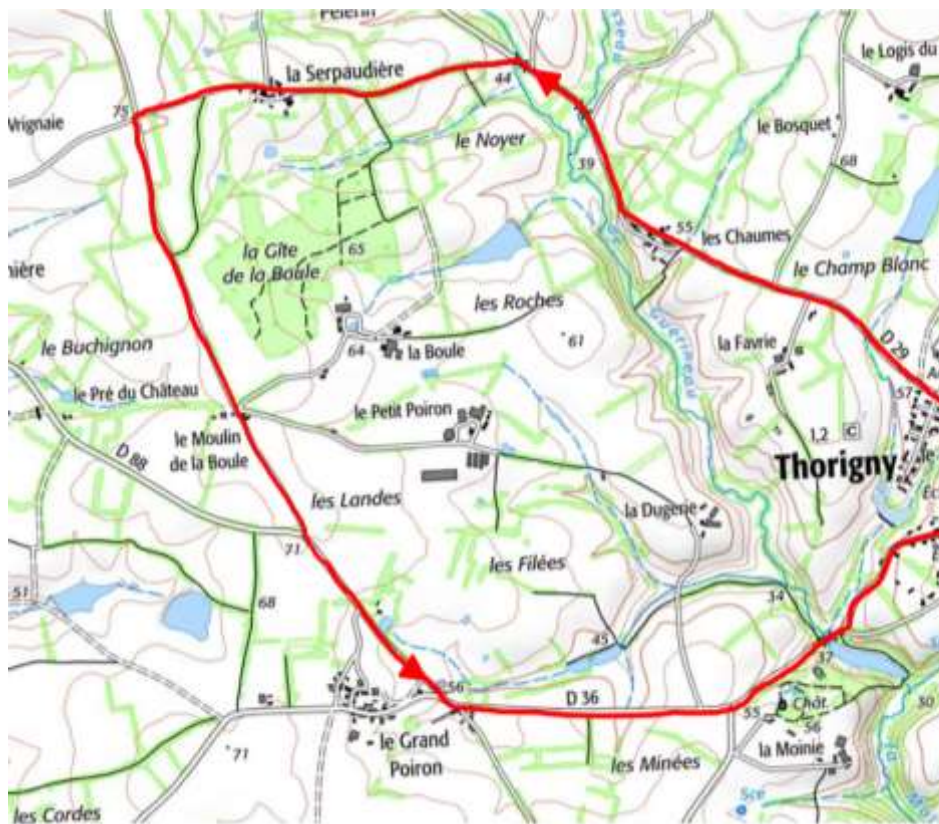 la Serpaudière
44
le Logis du
75
Vrignaie
le Noyer
le Bosquet
39
68
la Gîte
de la Boule
65
55
les Chaumes
le Champ Blanc
les Roches
Guérineau
D 29
le Buchignon
64
la Boule
61
la Favrie
57
le Pré du Château
le Petit Poiron
le Moulin
de la Boule
1,2
C
D 88
Thorigny
les Landes
la Dugerie
71
les Filées
51
68
34
45
37
56
D 36
Chât.
55
56
50
le Grand
Poiron
71
les Minées
la Moinie
les Cordes
Sce